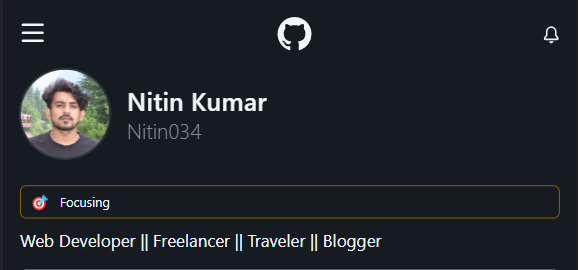 Nitin Kumar
Nitin034
Focusing
Web Developer || Freelancer || Traveler || Blogger